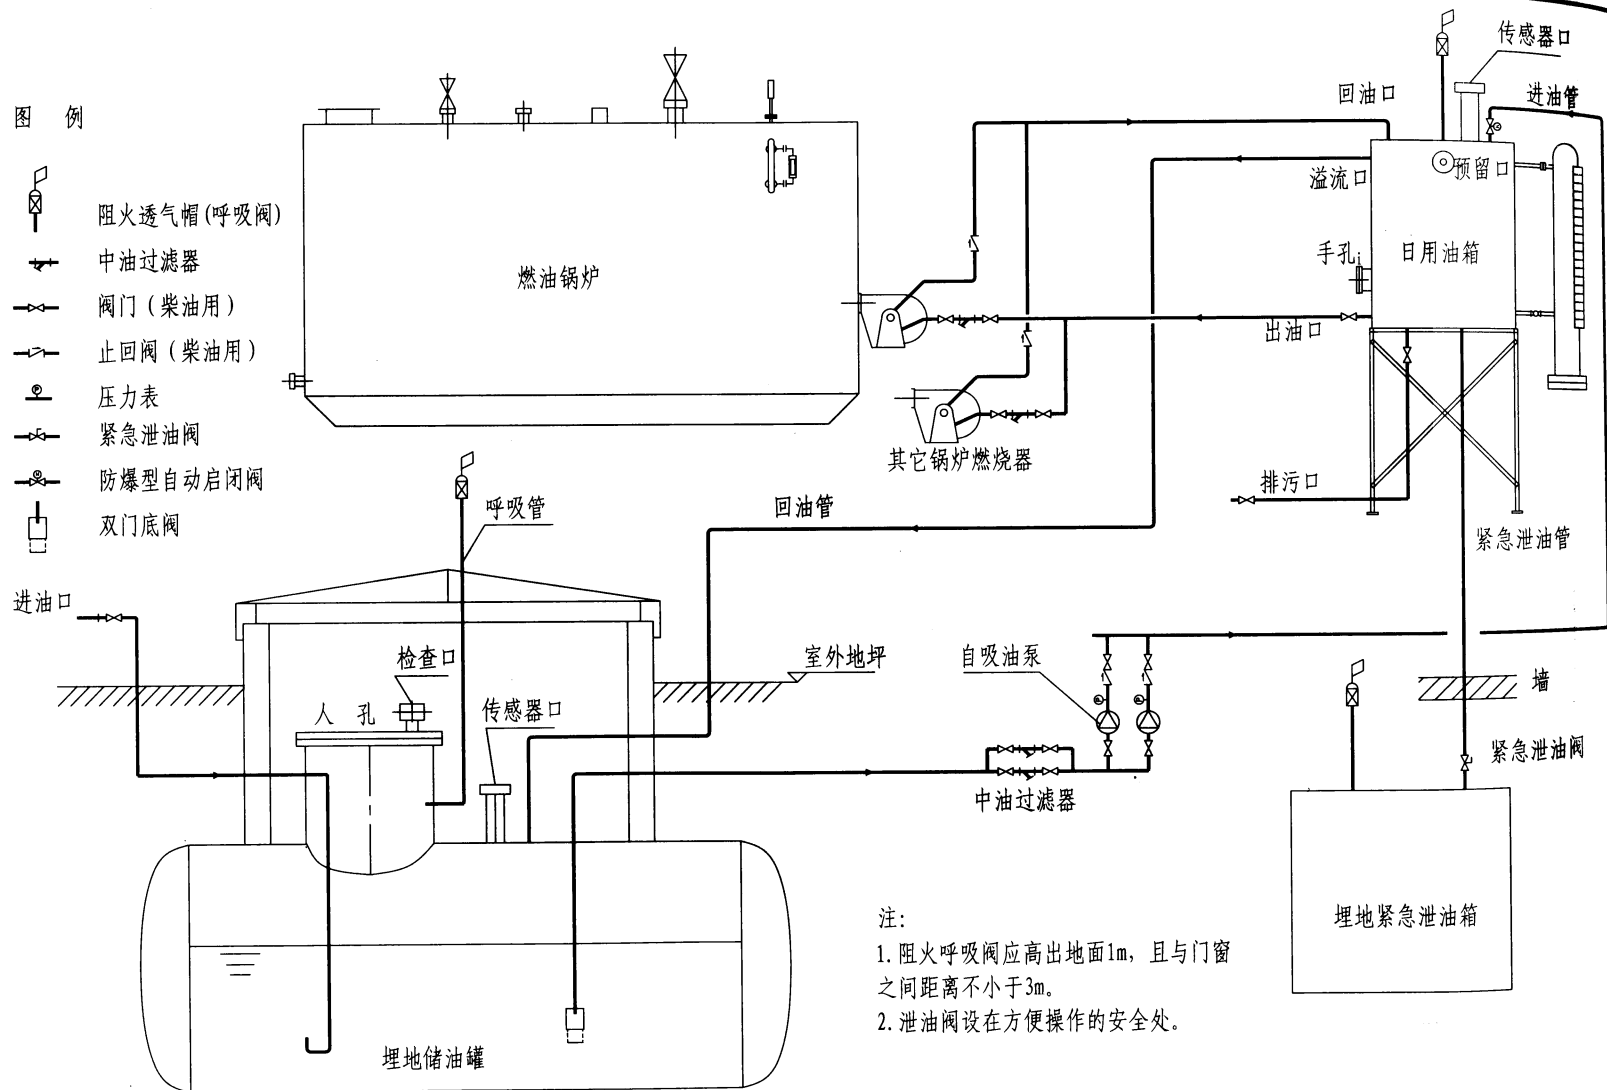 图 例
阻火透气帽(呼吸阀)
中油过滤器
阀门(柴油用)
止回阀(柴油用)
压力表
紧急泄油阀
防爆型自动启闭阀
双门底阀
燃油锅炉
其它锅炉燃烧器
回油口
传感器口
进油管
溢流口
预留口
手孔
日用油箱
出油口
排污口
紧急泄油管
回油管
呼吸管
进油口
检查口
人 孔
传感器口
室外地坪
自吸油泵
中油过滤器
墙
紧急泄油阀
埋地紧急泄油箱
埋地储油罐
注:
1.阻火呼吸阀应高出地面1m, 且与门窗
之间距离不小于3m。
2.泄油阀设在方便操作的安全处。